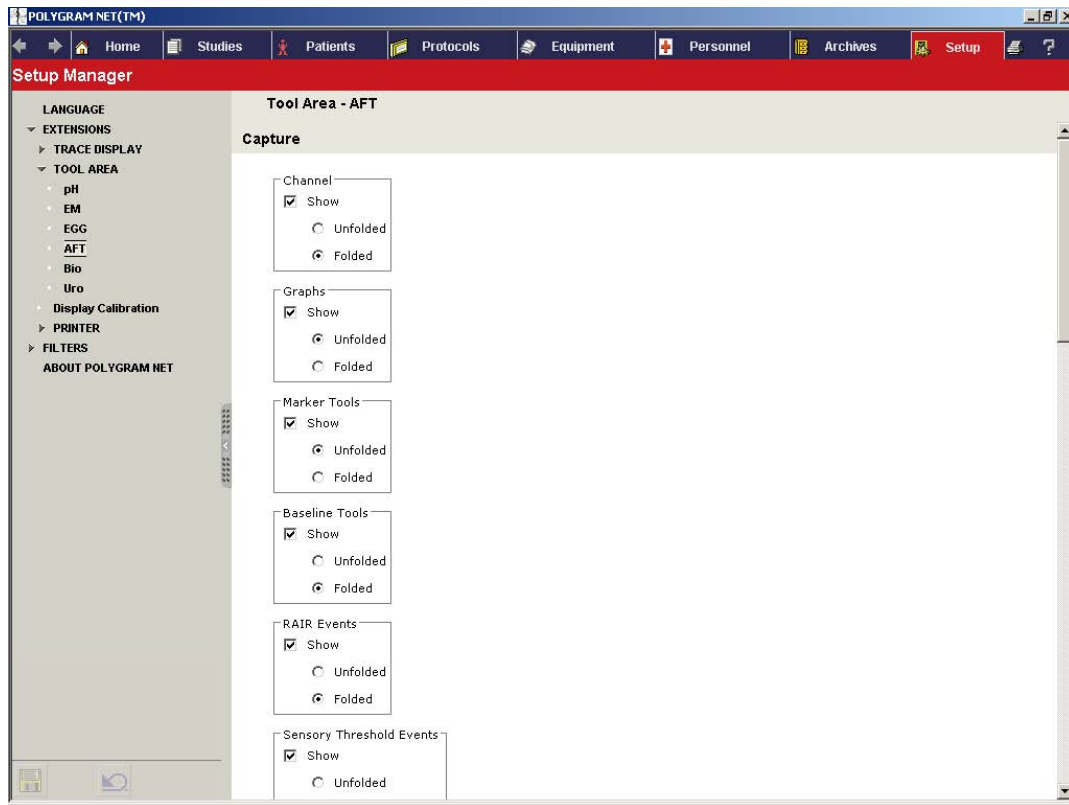 POLYGRAM NET(TM)
Home Studies Patients Protocols Equipment Personnel Archives Setup ?
Setup Manager
LANGUAGE
EXTENSIONS
TRACE DISPLAY
TOOL AREA
pH
EM
EGG
AFT
Bio
Uro
Display Calibration
PRINTER
FILTERS
ABOUT POLYGRAM NET
Tool Area - AFT
Capture
Channel
Show
Unfolded
Folded
Graphs
Show
Unfolded
Folded
Marker Tools
Show
Unfolded
Folded
Baseline Tools
Show
Unfolded
Folded
RAIR Events
Show
Unfolded
Folded
Sensory Threshold Events
Show
Unfolded